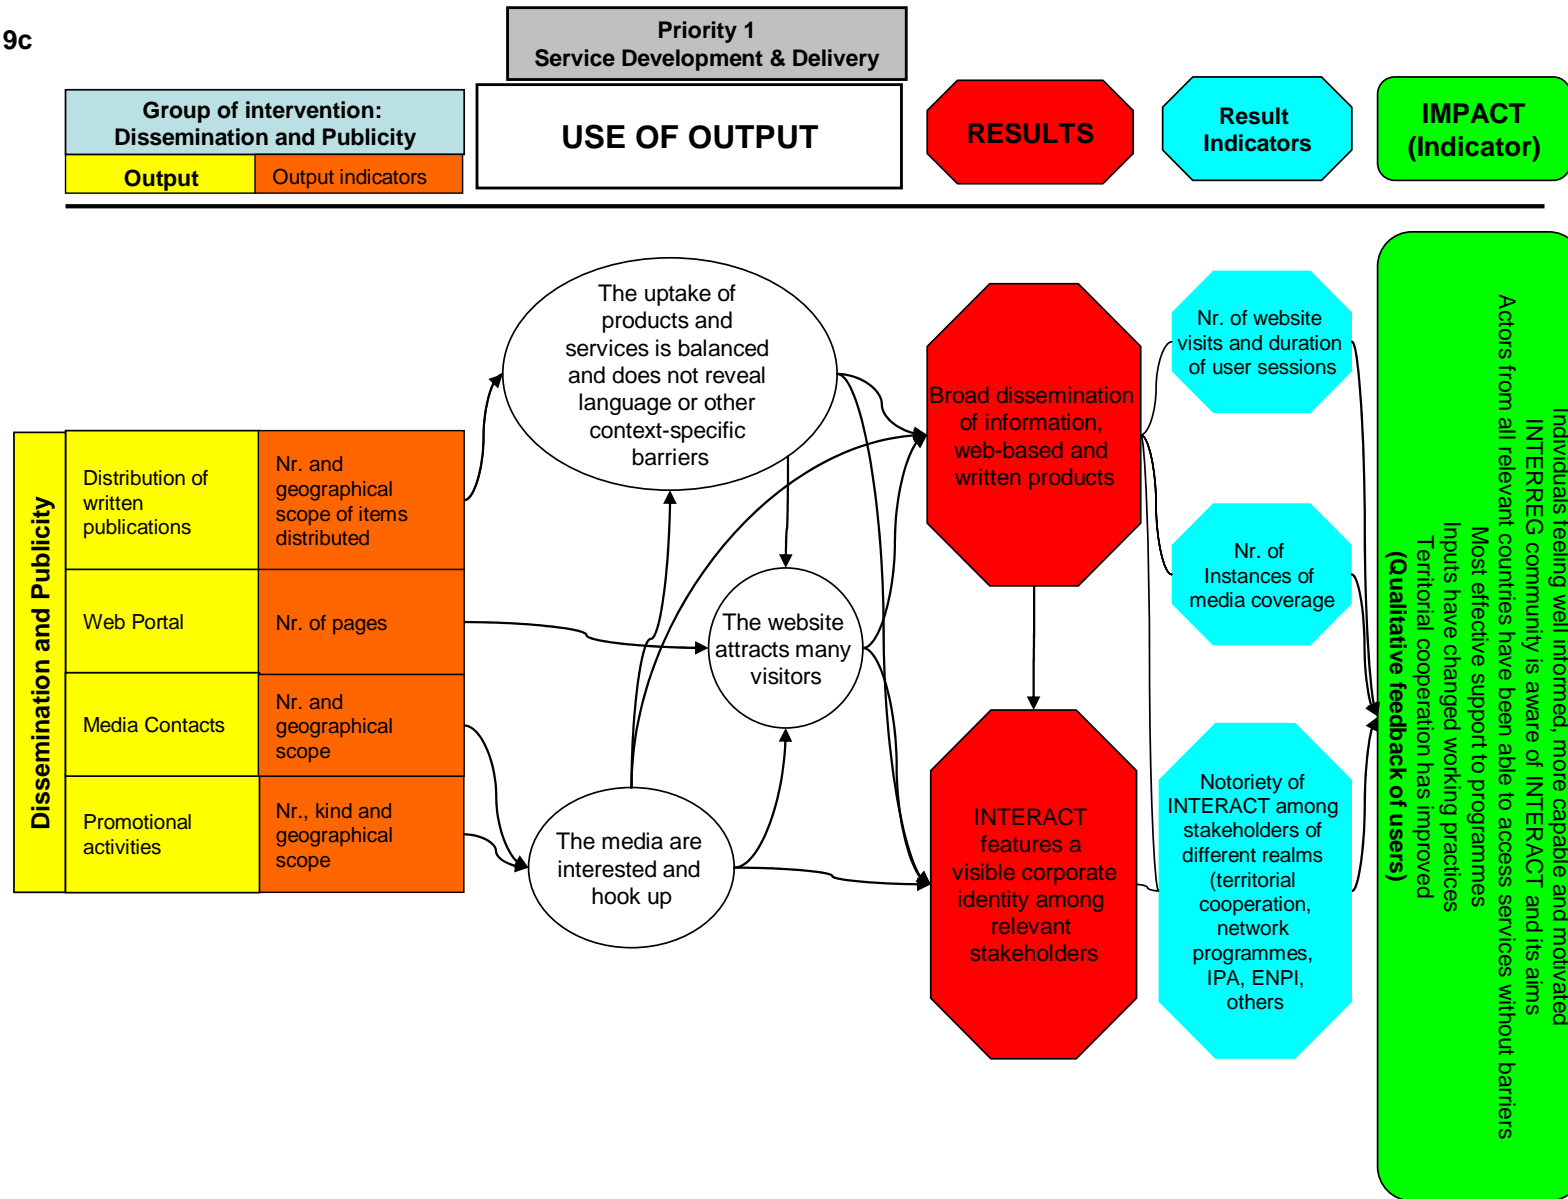 9c
Priority 1
Service Development & Delivery
Group of intervention:
Dissemination and Publicity
Output
Output indicators
USE OF OUTPUT
RESULTS
Result
Indicators
IMPACT
(Indicator)
Dissemination and Publicity
Distribution of
written
publications
Nr. and
geographical
scope of items
distributed
Web Portal
Nr. of pages
Media Contacts
Nr. and
geographical
scope
Promotional
activities
Nr., kind and
geographical
scope
The uptake of
products and
services is balanced
and does not reveal
language or other
context-specific
barriers
The website
attracts many
visitors
The media are
interested and
hook up
Broad dissemination
of information,
web-based and
written products
INTERACT
features a
visible corporate
identity among
relevant
stakeholders
Nr. of website
visits and duration
of user sessions
Nr. of
Instances of
media coverage
Notoriety of
INTERACT among
stakeholders of
different realms
(territorial
cooperation,
network
programmes,
IPA, ENPI,
others
Individuals feeling well informed, more capable and motivated
INTERREG community is aware of INTERACT and its aims
Actors from all relevant countries have been able to access services without barriers
Most effective support to programmes
Inputs have changed working practices
Territorial cooperation has improved
(Qualitative feedback of users)